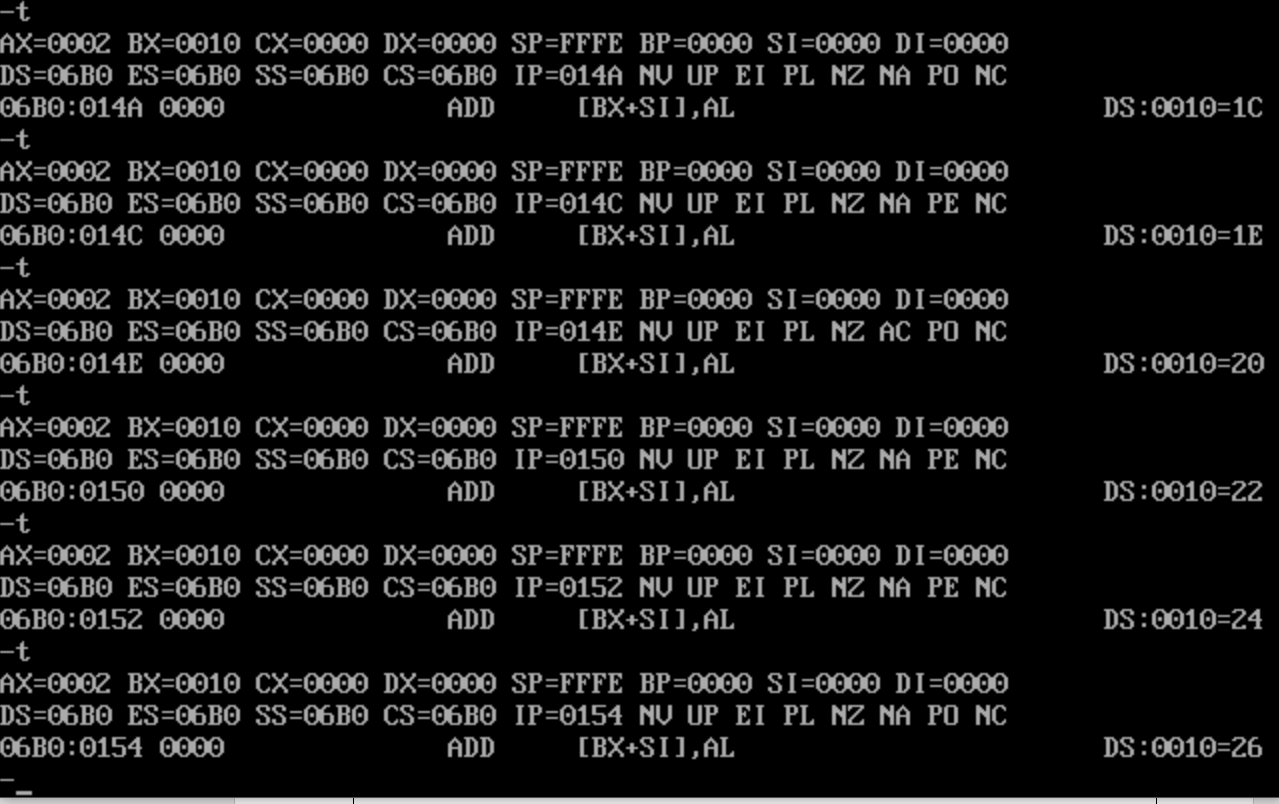 -t
AX=0002 BX=0010 CX=0000 DX=0000 SP=FFFE BP=0000 SI=0000 DI=0000
DS=06B0 ES=06B0 SS=06B0 CS=06B0 IP=014A NV UP EI PL NZ NA PO NC
06B0:014A 0000 ADD [BX+SI],AL DS:0010=1C
-t
AX=0002 BX=0010 CX=0000 DX=0000 SP=FFFE BP=0000 SI=0000 DI=0000
DS=06B0 ES=06B0 SS=06B0 CS=06B0 IP=014C NV UP EI PL NZ NA PE NC
06B0:014C 0000 ADD [BX+SI],AL DS:0010=1E
-t
AX=0002 BX=0010 CX=0000 DX=0000 SP=FFFE BP=0000 SI=0000 DI=0000
DS=06B0 ES=06B0 SS=06B0 CS=06B0 IP=014E NV UP EI PL NZ AC PO NC
06B0:014E 0000 ADD [BX+SI],AL DS:0010=20
-t
AX=0002 BX=0010 CX=0000 DX=0000 SP=FFFE BP=0000 SI=0000 DI=0000
DS=06B0 ES=06B0 SS=06B0 CS=06B0 IP=0150 NV UP EI PL NZ NA PE NC
06B0:0150 0000 ADD [BX+SI],AL DS:0010=22
-t
AX=0002 BX=0010 CX=0000 DX=0000 SP=FFFE BP=0000 SI=0000 DI=0000
DS=06B0 ES=06B0 SS=06B0 CS=06B0 IP=0152 NV UP EI PL NZ NA PE NC
06B0:0152 0000 ADD [BX+SI],AL DS:0010=24
-t
AX=0002 BX=0010 CX=0000 DX=0000 SP=FFFE BP=0000 SI=0000 DI=0000
DS=06B0 ES=06B0 SS=06B0 CS=06B0 IP=0154 NV UP EI PL NZ NA PO NC
06B0:0154 0000 ADD [BX+SI],AL DS:0010=26
-_